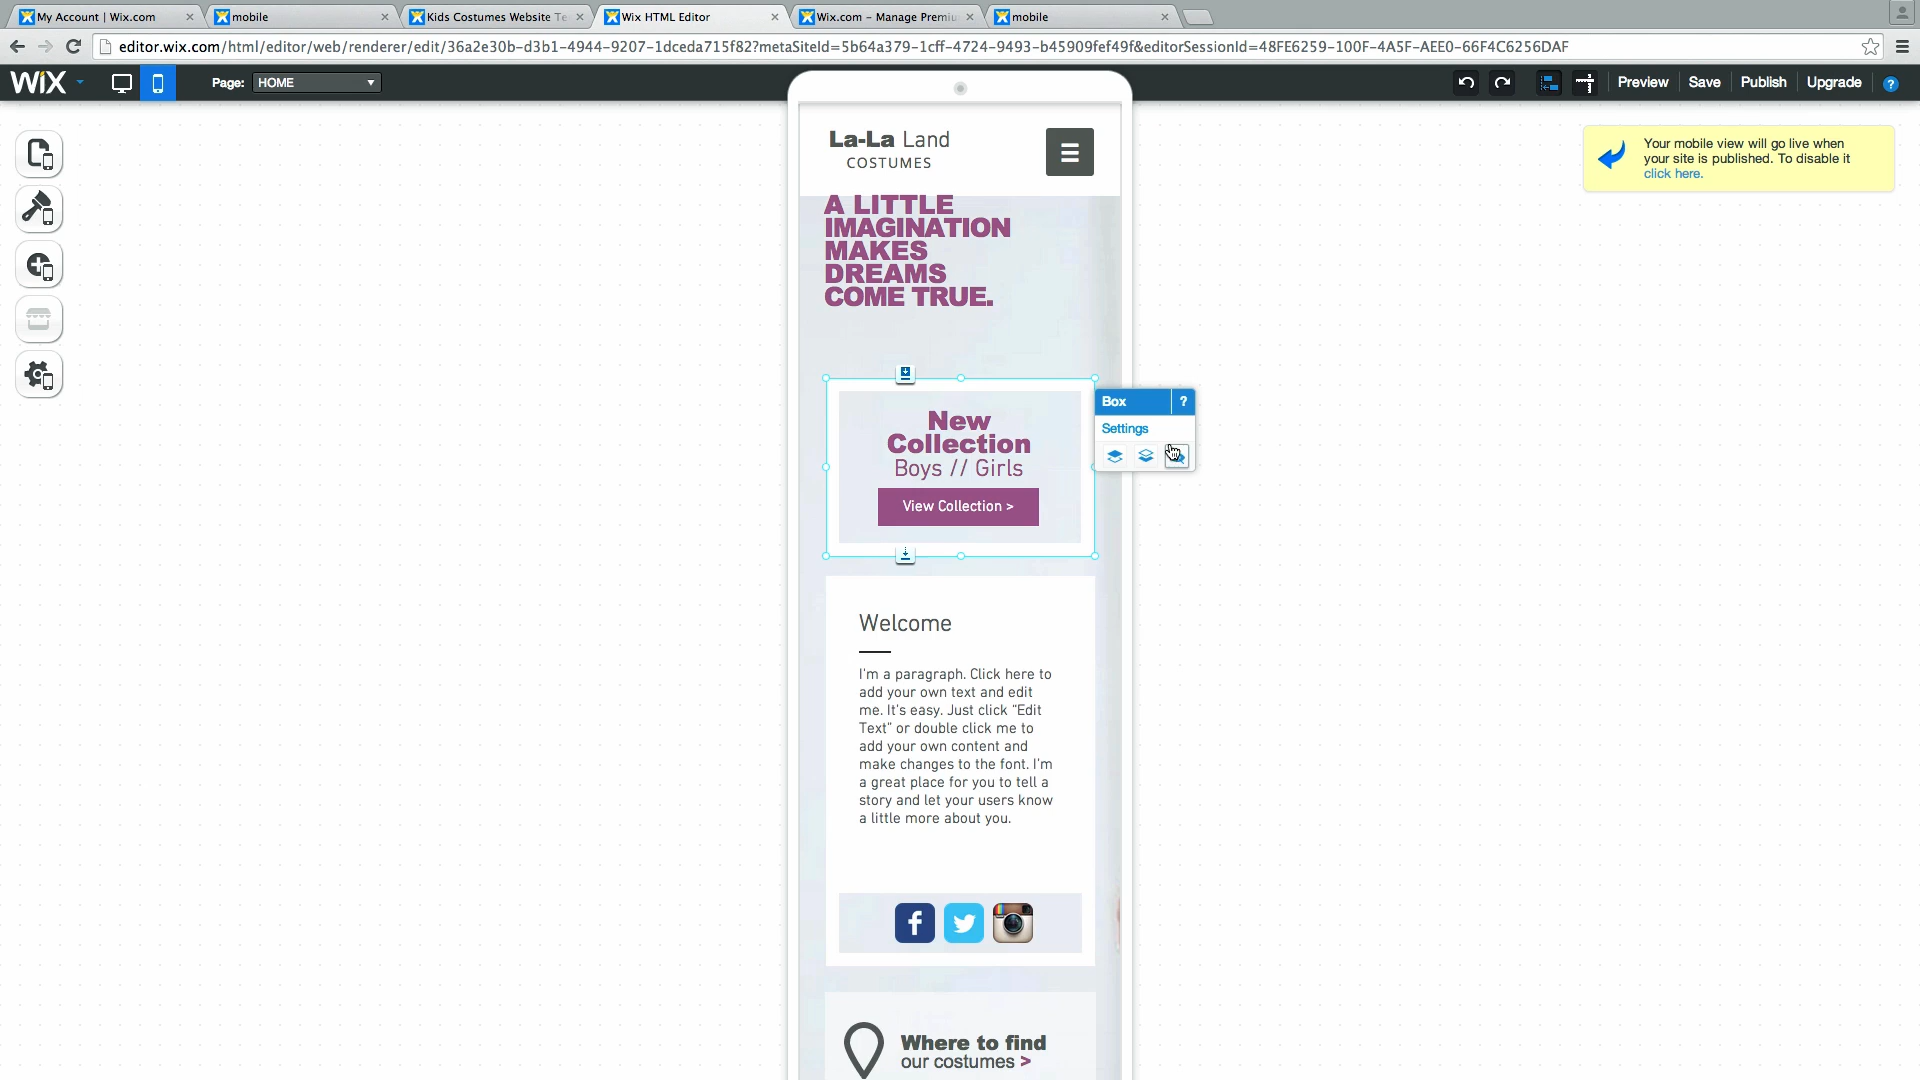 My Account | Wix.com
mobile
Kids Costumes Website Te
Wix HTML Editor
Wix.com – Manage Premiu
mobile
editor.wix.com/html/editor/web/renderer/edit/36a2e30b-d3b1-4944-9207-1dceda715f82?metaSiteId=5b64a379-1cff-4724-9493-b45909fef49f&editorSessionId=48FE6259-100F-4A5F-AEE0-66F4C6256DAF
WiX
Page:
HOME
Preview
Save
Publish
Upgrade
?
Your mobile view will go live when
your site is published. To disable it
click here.
La-La Land
COSTUMES
A LITTLE
IMAGINATION
MAKES
DREAMS
COME TRUE.
Box
?
Settings
New
Collection
Boys // Girls
View Collection >
Welcome
I'm a paragraph. Click here to
add your own text and edit
me. It's easy. Just click "Edit
Text" or double click me to
add your own content and
make changes to the font. I'm
a great place for you to tell a
story and let your users know
a little more about you.
f
Where to find
our costumes >